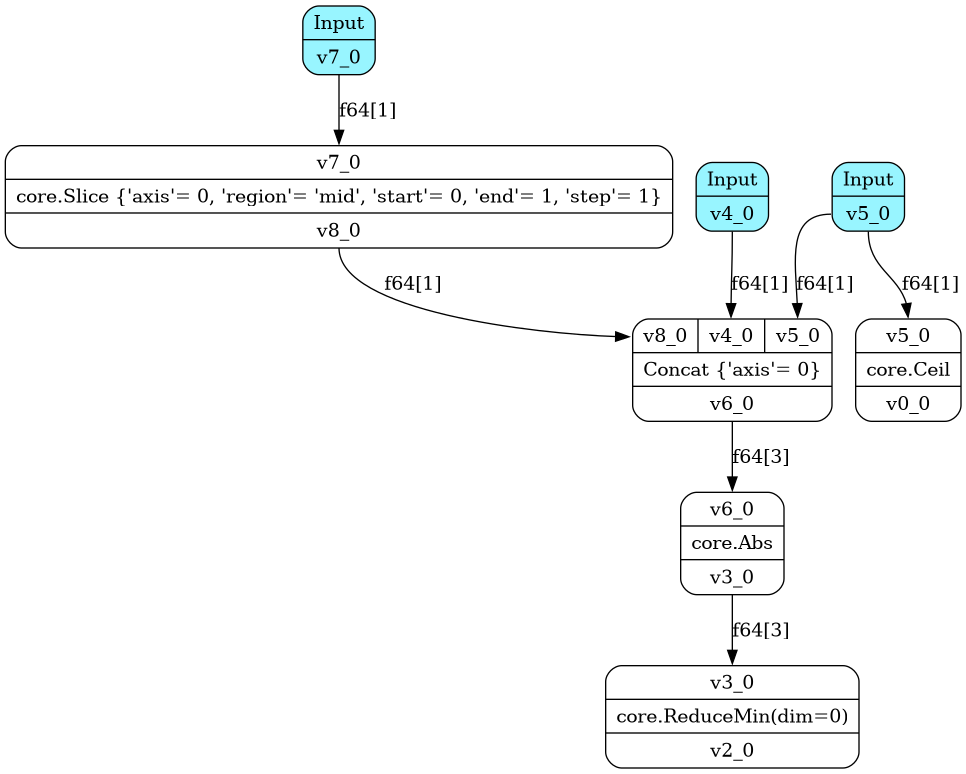 Input
v7_0
f64[1]
v7_0
core.Slice {'axis'= 0, 'region'= 'mid', 'start'= 0, 'end'= 1, 'step'= 1}
v8_0
Input
v4_0
Input
v5_0
f64[1]
f64[1]
f64[1]
f64[1]
v8_0 v4_0 v5_0
Concat {'axis'= 0}
v6_0
v5_0
core.Ceil
v0_0
f64[3]
v6_0
core.Abs
v3_0
f64[3]
v3_0
core.ReduceMin(dim=0)
v2_0